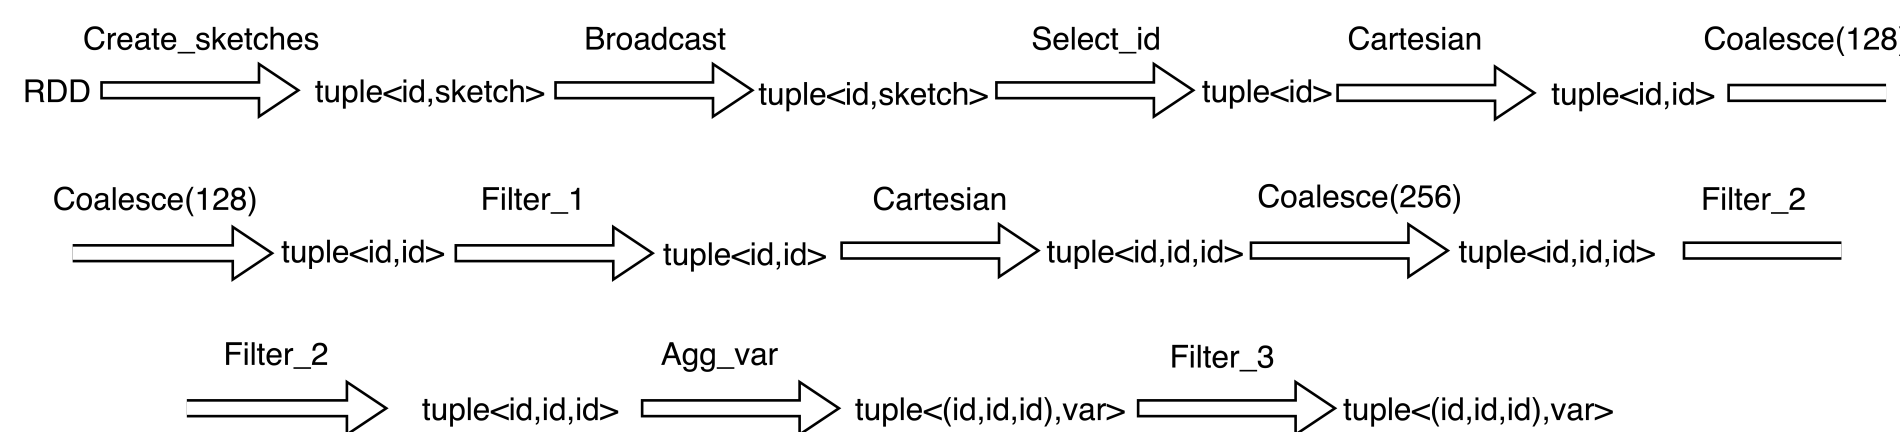 Create_sketches Broadcast Select_id Cartesian Coalesce(128)
RDD tuple<id,sketch> tuple<id,sketch> tuple<id> tuple<id,id>
Coalesce(128) Filter_1 Cartesian Coalesce(256) Filter_2
tuple<id,id> tuple<id,id> tuple<id,id,id> tuple<id,id,id>
Filter_2 Agg_var Filter_3
tuple<id,id,id> tuple<(id,id,id),var> tuple<(id,id,id),var>